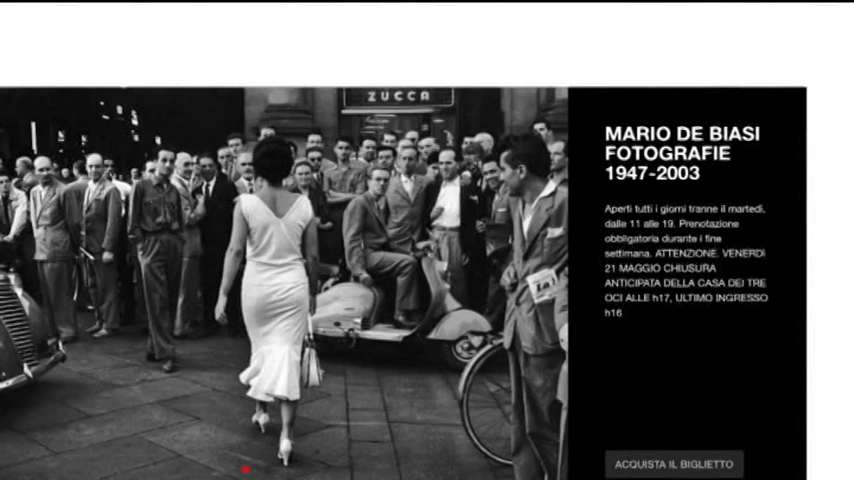 ZUCCA
MARIO DE BIASI
FOTOGRAFIE
1947-2003
Aperti tutti i giorni tranne il martedì,
dalle 11 alle 19. Prenotazione
obbligatoria durante i fine
settimana. ATTENZIONE. VENERDÌ
21 MAGGIO CHIUSURA
ANTICIPATA DELLA CASA DEI TRE
OCI ALLE h17, ULTIMO INGRESSO
h16
ACQUISTA IL BIGLIETTO